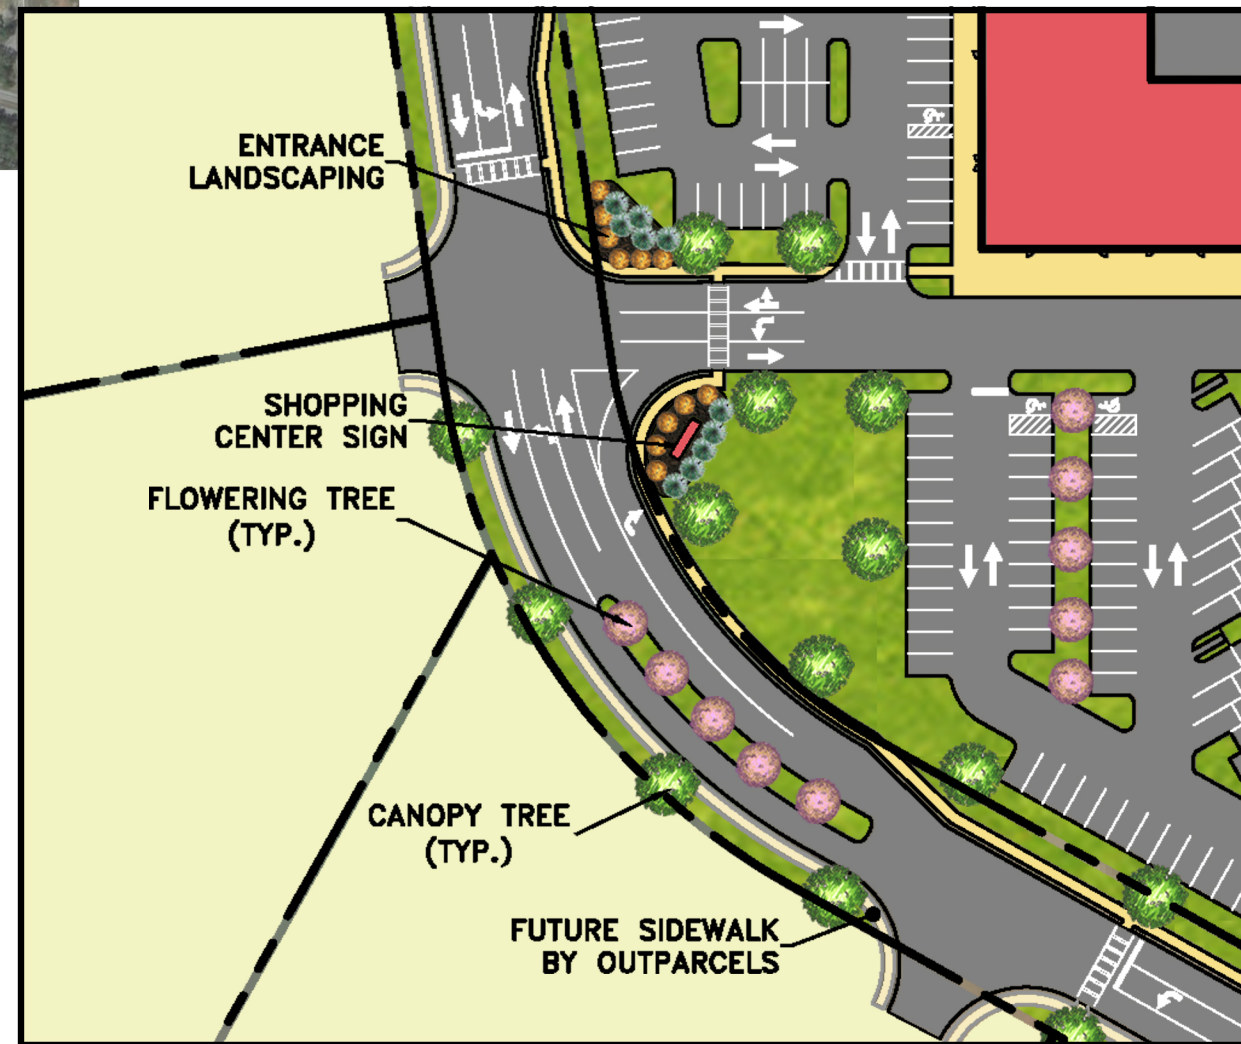 ENTRANCE
LANDSCAPING
SHOPPING
CENTER SIGN
FLOWERING TREE
(TYP.)
CANOPY TREE
(TYP.)
FUTURE SIDEWALK
BY OUTPARCELS